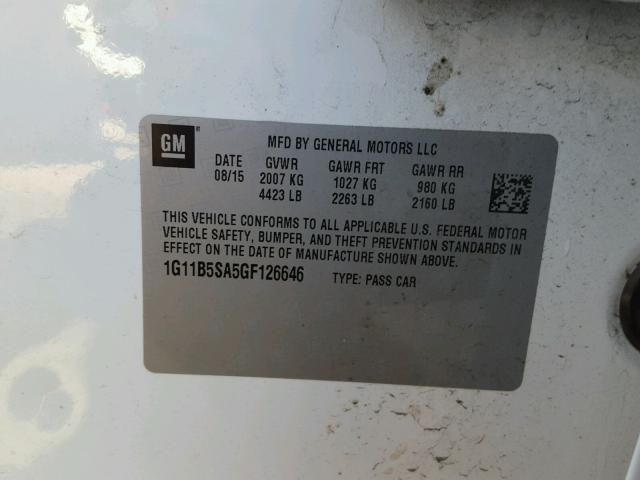 GM ®
MFD BY GENERAL MOTORS LLC
DATE GVWR GAWR FRT GAWR RR
08/15 2007 KG 1027 KG 980 KG
4423 LB 2263 LB 2160 LB
THIS VEHICLE CONFORMS TO ALL APPLICABLE U.S. FEDERAL MOTOR
VEHICLE SAFETY, BUMPER, AND THEFT PREVENTION STANDARDS IN
EFFECT ON THE DATE OF MANUFACTURE SHOWN ABOVE.
1G11B5SA5GF126646 TYPE: PASS CAR